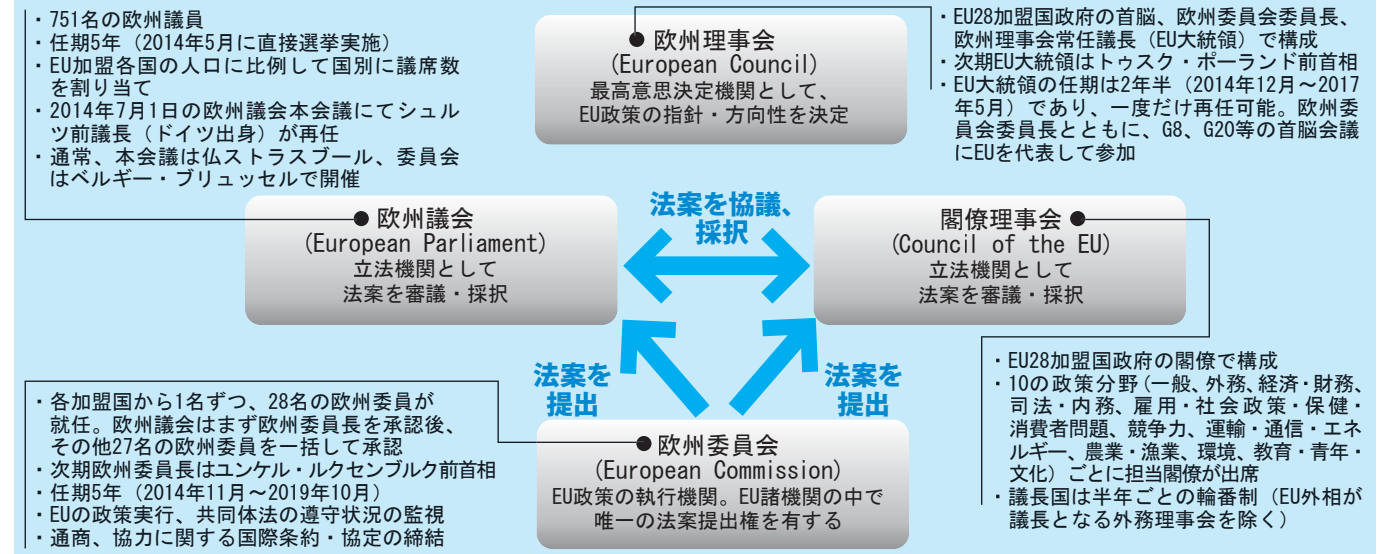 ・751名の欧州議員
・任期5年（2014年5月に直接選挙実施）
・EU加盟各国の人口に比例して国別に議席数
を割り当て
・2014年7月1日の欧州議会本会議にてシュル
ツ前議長（ドイツ出身）が再任
・通常、本会議は仏ストラスブール、委員会
はベルギー・ブリュッセルで開催
●欧州理事会
(European Council)
最高意思決定機関として、
EU政策の指針・方向性を決定
・EU28加盟国政府の首脳、欧州委員会委員長、
欧州理事会常任議長（EU大統領）で構成
・次期EU大統領はトゥスク・ポーランド前首相
・EU大統領の任期は2年半（2014年12月～2017
年5月）であり、一度だけ再任可能。欧州委
員会委員長とともに、G8、G20等の首脳会議
にEUを代表して参加
●欧州議会
(European Parliament)
立法機関として
法案を審議・採択
法案を協議、
採択
閣僚理事会●
(Council of the EU)
立法機関として
法案を審議・採択
法案を
提出
法案を
提出
・各加盟国から1名ずつ、28名の欧州委員が
就任。欧州議会はまず欧州委員長を承認後、
その他27名の欧州委員を一括して承認
・次期欧州委員長はユンケル・ルクセンブルク前首相
・任期5年（2014年11月～2019年10月）
・EUの政策実行、共同体法の遵守状況の監視
・通商、協力に関する国際条約・協定の締結
●欧州委員会
(European Commission)
EU政策の執行機関。EU諸機関の中で
唯一の法案提出権を有する
・EU28加盟国政府の閣僚で構成
・10の政策分野（一般、外務、経済・財務、
司法・内務、雇用・社会政策・保健・
消費者問題、競争力、運輸・通信・エネ
ルギー、農業・漁業、環境、教育・青年・
文化）ごとに担当閣僚が出席
・議長国は半年ごとの輪番制（EU外相が
議長となる外務理事会を除く）